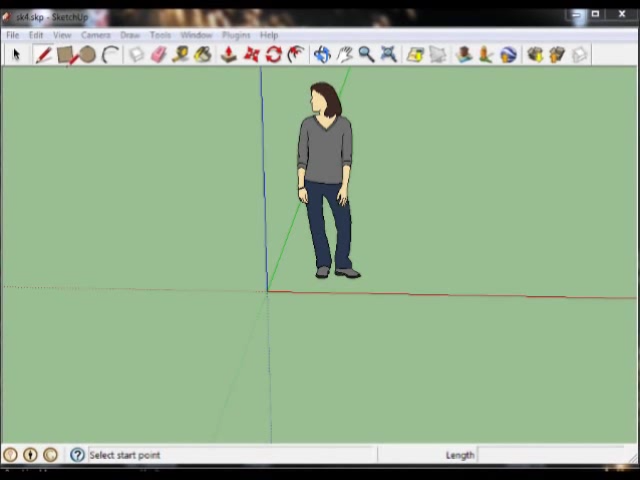 sk4.skp - SketchUp
File Edit View Camera Draw Tools Window Plugins Help
Select start point Length